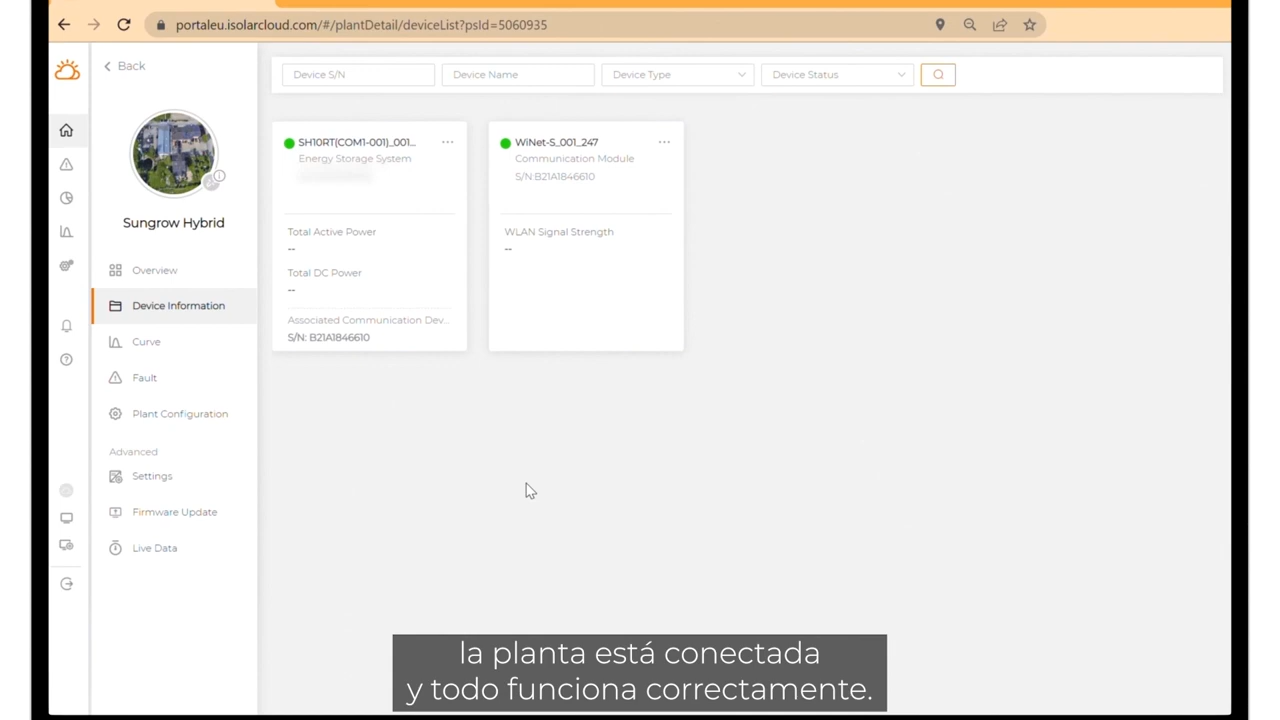 portaleu.isolarcloud.com/#/plantDetail/deviceList?psId=5060935
Back
Sungrow Hybrid
Overview
Device Information
Curve
Fault
Plant Configuration
Advanced
Settings
Firmware Update
Live Data
Device S/N
Device Name
Device Type
Device Status
SH10RT(COM1-001)_001...
Energy Storage System
Total Active Power
--
Total DC Power
--
Associated Communication Dev...
S/N: B21A1846610
WiNet-S_001_247
Communication Module
S/N:B21A1846610
WLAN Signal Strength
--
la planta está conectada
y todo funciona correctamente.